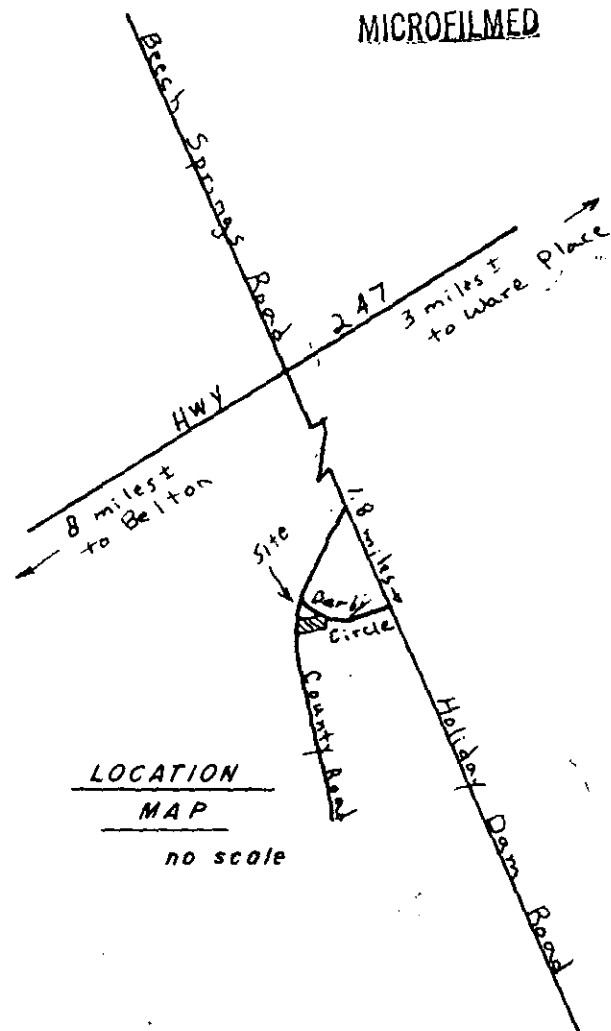 MICROFILMED
Beech Springs Road
HWY 247
3 miles ±
to Ware Place
8 miles ±
to Belton
1.8 miles ±
Site
Circle
County Road
Holiday Dam Road
LOCATION
MAP
no scale